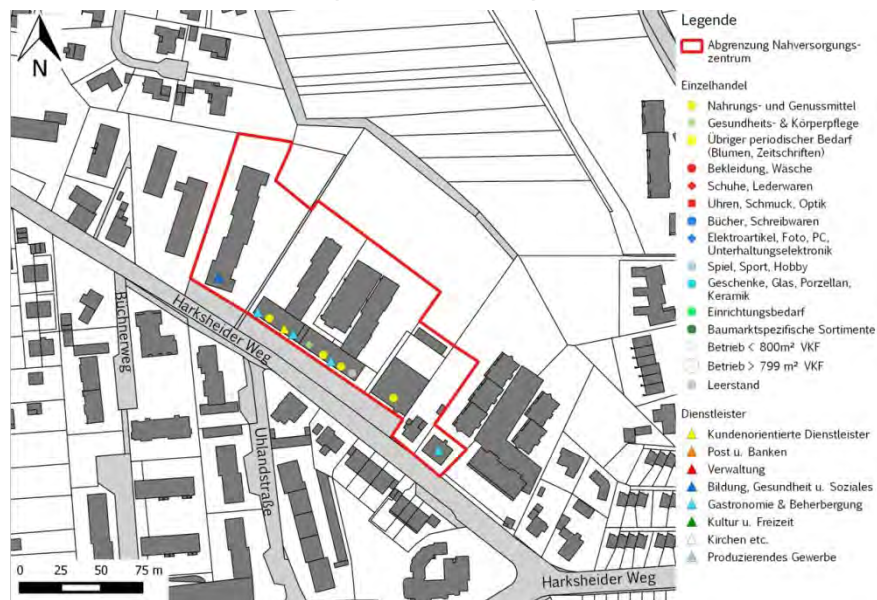 N
Harksheider Weg
Büchnerweg
Uhlandstraße
Harksheider Weg
0 25 50 75 m
Legende
Abgrenzung Nahversorgungs-
zentrum
Einzelhandel
Nahrungs- und Genussmittel
Gesundheits- & Körperpflege
Übriger periodischer Bedarf
(Blumen, Zeitschriften)
Bekleidung, Wäsche
Schuhe, Lederwaren
Uhren, Schmuck, Optik
Bücher, Schreibwaren
Elektroartikel, Foto, PC,
Unterhaltungselektronik
Spiel, Sport, Hobby
Geschenke, Glas, Porzellan,
Keramik
Einrichtungsbedarf
Baumarktspezifische Sortimente
Betrieb < 800m² VKF
Betrieb > 799 m² VKF
Leerstand
Dienstleister
Kundenorientierte Dienstleister
Post u. Banken
Verwaltung
Bildung, Gesundheit u. Soziales
Gastronomie & Beherbergung
Kultur u. Freizeit
Kirchen etc.
Produzierendes Gewerbe